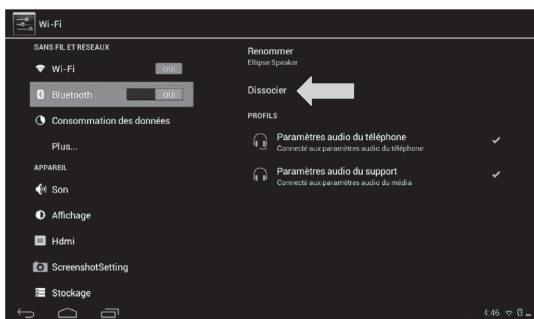 Wi-Fi
SANS FIL ET RÉSEAUX
Wi-Fi
OUI
Bluetooth
OUI
Consommation des données
Plus...
APPAREIL
Son
Affichage
Hdmi
ScreenshotSetting
Stockage
Renommer
Ellipse Speaker
Dissocier
PROFILS
Paramètres audio du téléphone
Connecté aux paramètres audio du téléphone
Paramètres audio du support
Connecté aux paramètres audio du média
4:46